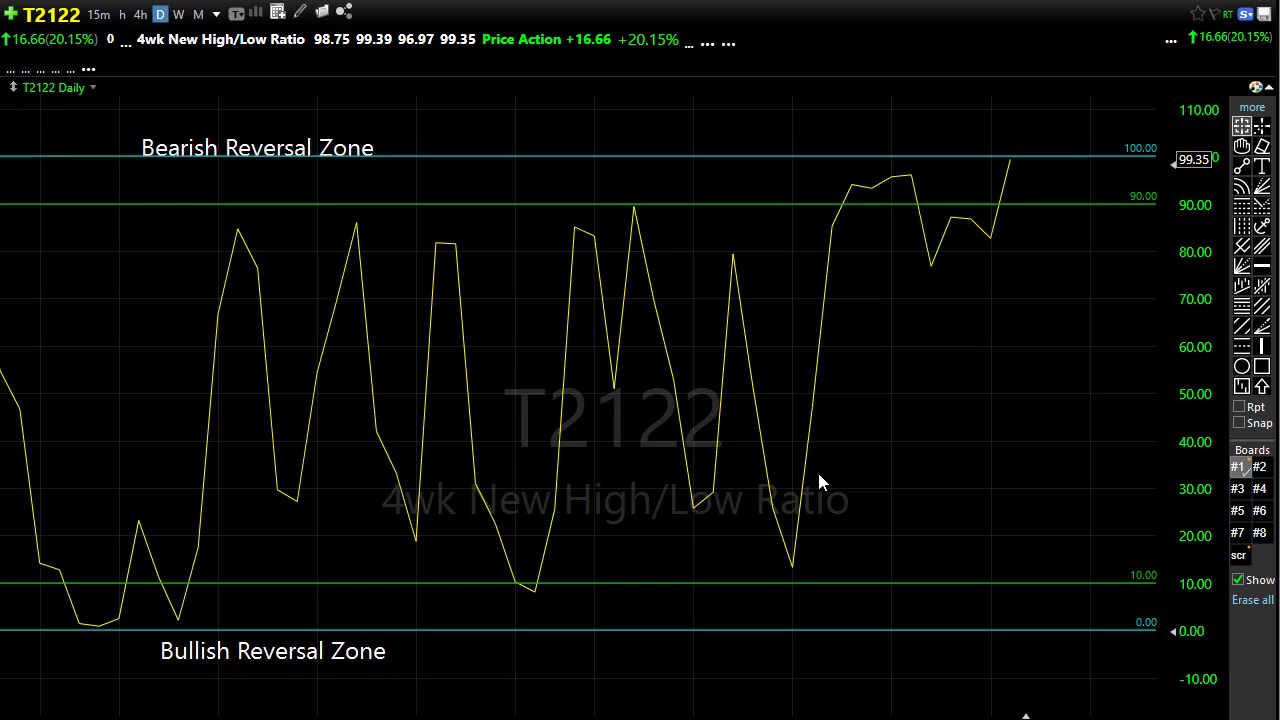 T2122 15m h 4h D W M
RT
16.66(20.15%) 0 ... 4wk New High/Low Ratio 98.75 99.39 96.97 99.35 Price Action +16.66 +20.15% ... ... ... ... 16.66(20.15%)
... ... ... ... ... ...
T2122 Daily
more
110.00
Bearish Reversal Zone
100.00
99.35
90.00
90.00
80.00
70.00
60.00
50.00
40.00
30.00
20.00
10.00
10.00
0.00
0.00
-10.00
T2122
4wk New High/Low Ratio
Bullish Reversal Zone
Rpt
Snap
Boards
#1 #2
#3 #4
#5 #6
#7 #8
scr
Show
Erase all